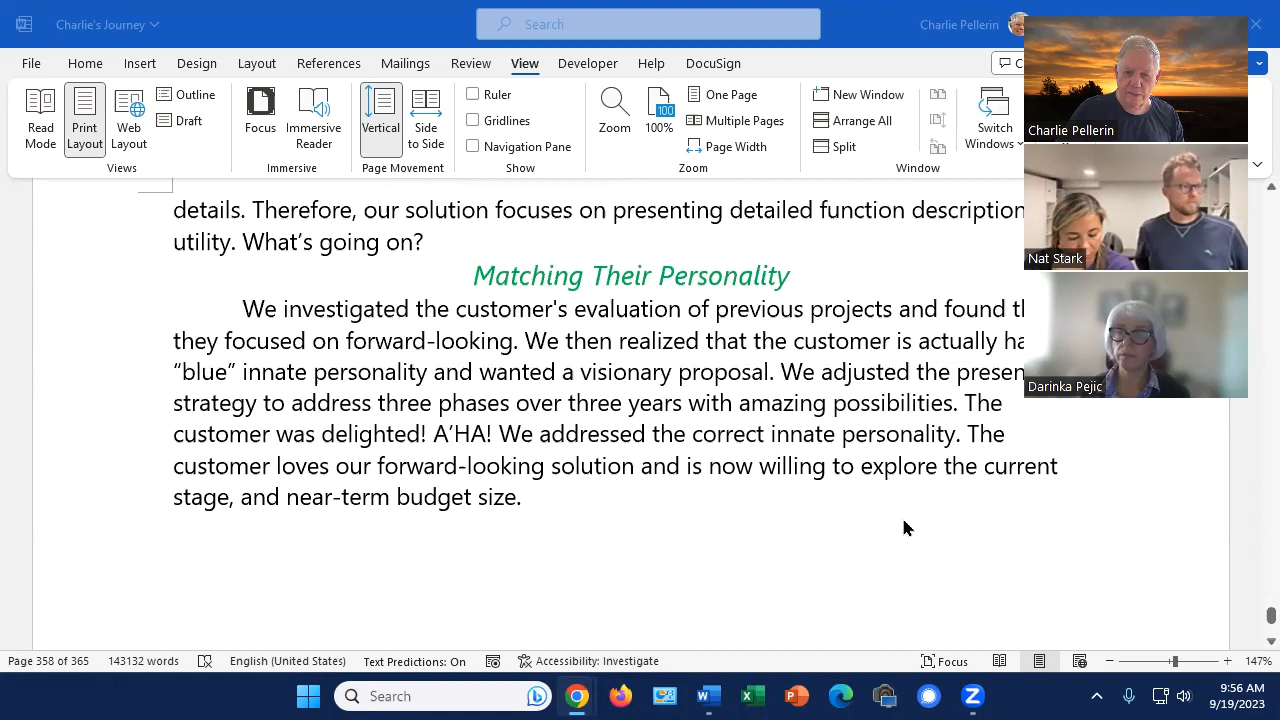 Charlie's Journey
Search
Charlie Pellerin
File Home Insert Design Layout References Mailings Review View Developer Help DocuSign
Read Mode
Print Layout
Web Layout
Outline
Draft
Views
Focus
Immersive Reader
Immersive
Vertical
Side to Side
Page Movement
Ruler
Gridlines
Navigation Pane
Show
Zoom
100
100%
One Page
Multiple Pages
Page Width
Zoom
New Window
Arrange All
Split
Switch Windows
Window
Charlie Pellerin
Nat Stark
Darinka Pejic
details. Therefore, our solution focuses on presenting detailed function description
utility. What's going on?
Matching Their Personality
We investigated the customer's evaluation of previous projects and found th
they focused on forward-looking. We then realized that the customer is actually ha
“blue” innate personality and wanted a visionary proposal. We adjusted the presen
strategy to address three phases over three years with amazing possibilities. The
customer was delighted! A’HA! We addressed the correct innate personality. The
customer loves our forward-looking solution and is now willing to explore the current
stage, and near-term budget size.
Page 358 of 365 143132 words English (United States) Text Predictions: On Accessibility: Investigate Focus 147%
Search
9:56 AM
9/19/2023